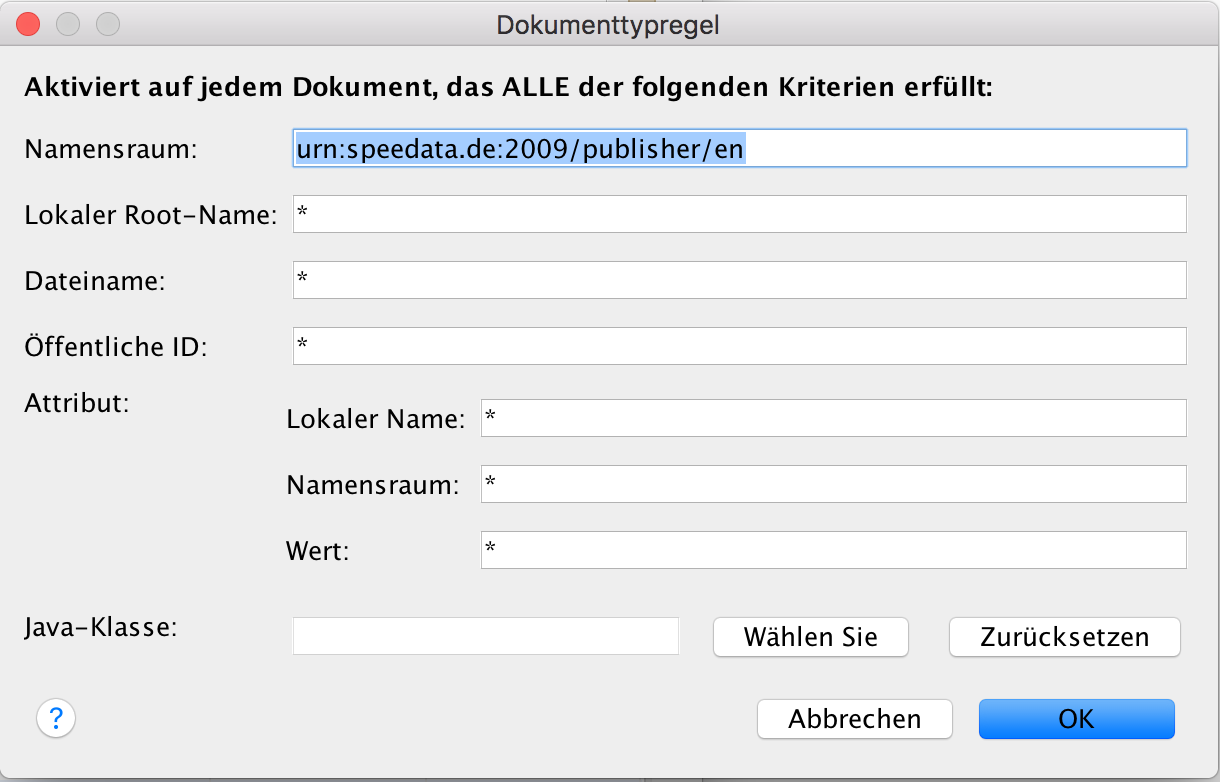 Dokumenttypregel
Aktiviert auf jedem Dokument, das ALLE der folgenden Kriterien erfüllt:
Namensraum: urn:speedata.de:2009/publisher/en
Lokaler Root-Name: *
Dateiname: *
Öffentliche ID: *
Attribut:
Lokaler Name: *
Namensraum: *
Wert: *
Java-Klasse: Wählen Sie Zurücksetzen
? Abbrechen OK